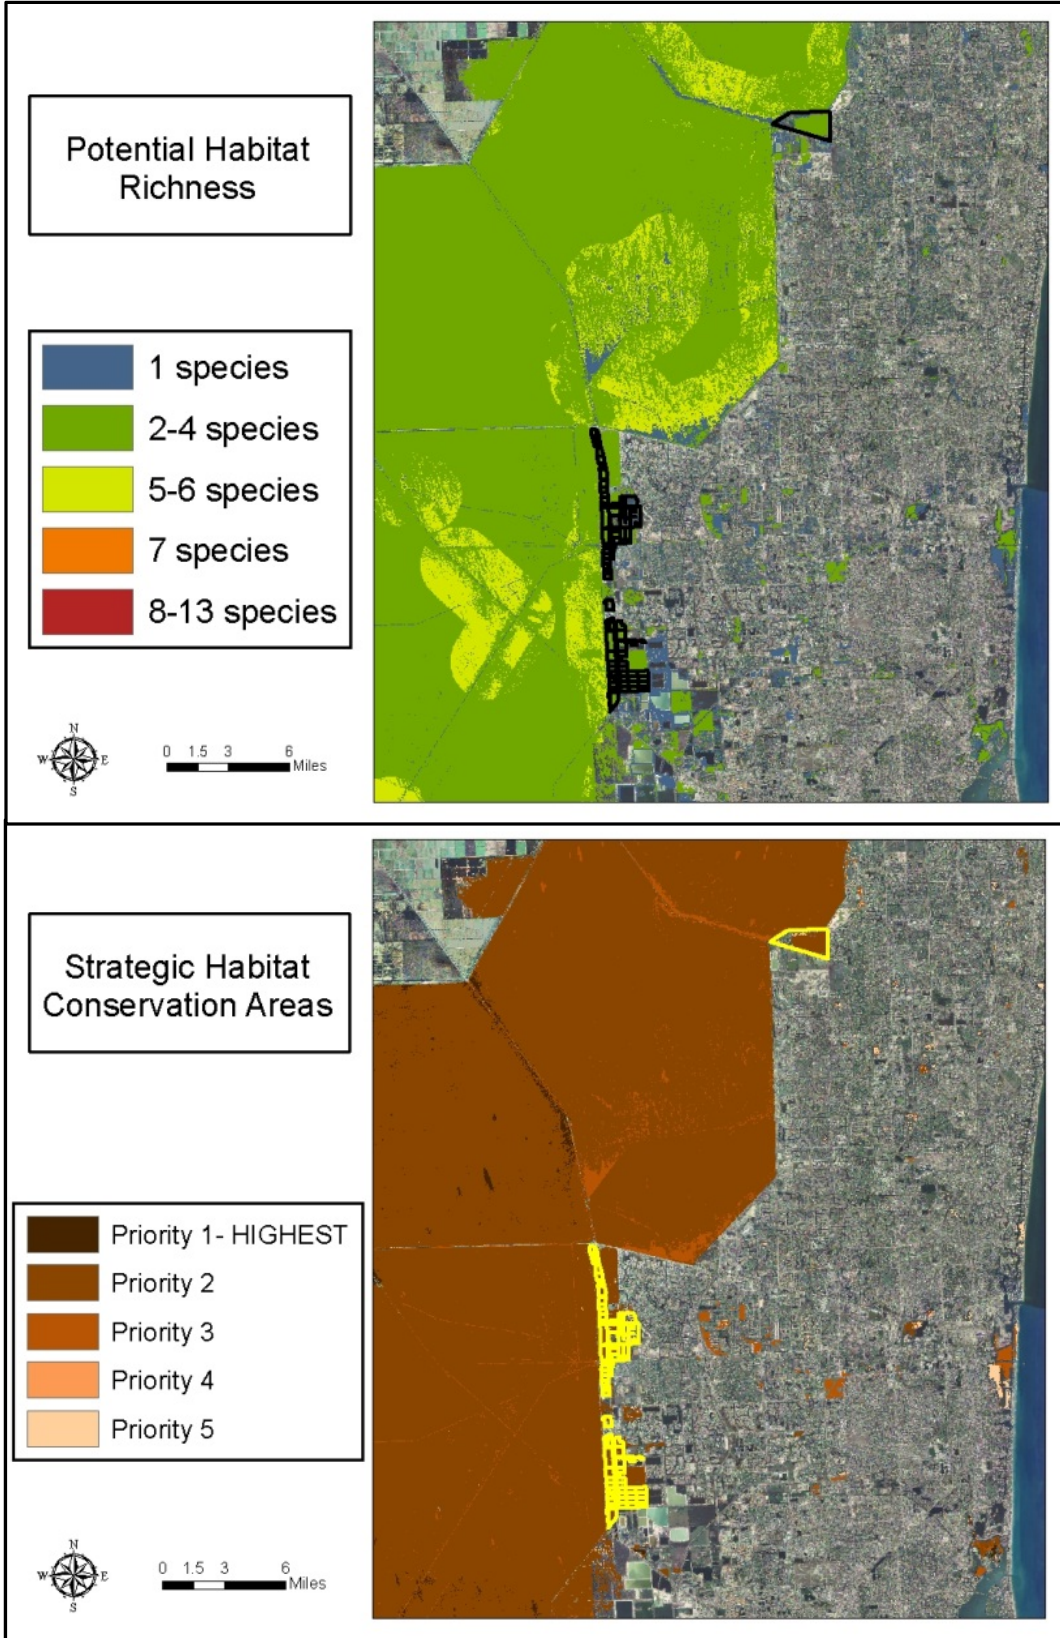 Potential Habitat
Richness
1 species
2-4 species
5-6 species
7 species
8-13 species
N
W E
S
0 1.5 3 6
Miles
Strategic Habitat
Conservation Areas
Priority 1- HIGHEST
Priority 2
Priority 3
Priority 4
Priority 5
N
W E
S
0 1.5 3 6
Miles